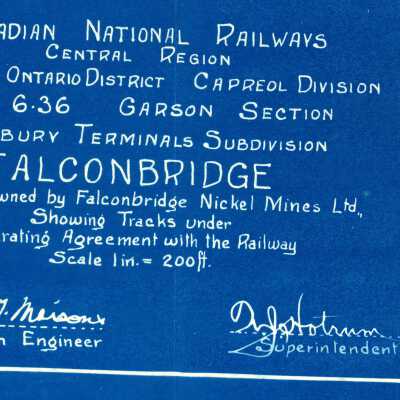 ADIAN NATIONAL RAILWAYS
CENTRAL REGION
ONTARIO DISTRICT CAPREOL DIVISION
6.36 GARSON SECTION
BURY TERMINALS SUBDIVISION
FALCONBRIDGE
wned by Falconbridge Nickel Mines Ltd.,
Showing Tracks under
rating Agreement with the Railway
Scale 1in. = 200ft.
n Engineer
Superintendent